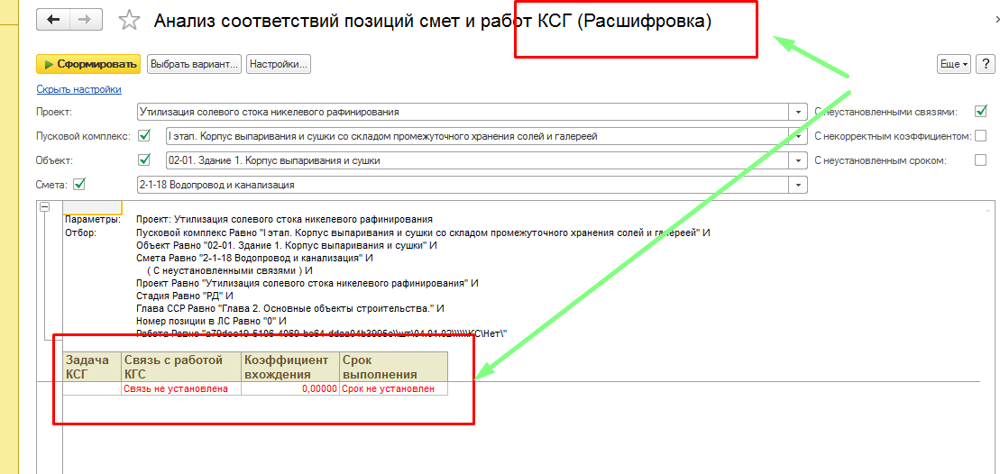 Анализ соответствий позиций смет и работ КСГ (Расшифровка)
Сформировать Выбрать вариант... Настройки... Еще ?
Скрыть настройки
Проект: Утилизация солевого стока никелевого рафинирования С неустановленными связями:
Пусковой комплекс: I этап. Корпус выпаривания и сушки со складом промежуточного хранения солей и галереей С некорректным коэффициентом:
Объект: 02-01. Здание 1. Корпус выпаривания и сушки С неустановленным сроком:
Смета: 2-1-18 Водопровод и канализация
Параметры: Проект: Утилизация солевого стока никелевого рафинирования
Отбор: Пусковой комплекс Равно "I этап. Корпус выпаривания и сушки со складом промежуточного хранения солей и галереей" И
Объект Равно "02-01. Здание 1. Корпус выпаривания и сушки" И
Смета Равно "2-1-18 Водопровод и канализация" И
( С неустановленными связями ) И
Проект Равно "Утилизация солевого стока никелевого рафинирования" И
Стадия Равно "РД" И
Глава ССР Равно "Глава 2. Основные объекты строительства." И
Номер позиции в ЛС Равно "0" И
Работа Равно
Задача КСГ
Связь с работой КГС
Коэффициент вхождения
Срок выполнения
Связь не установлена 0,00000 Срок не установлен